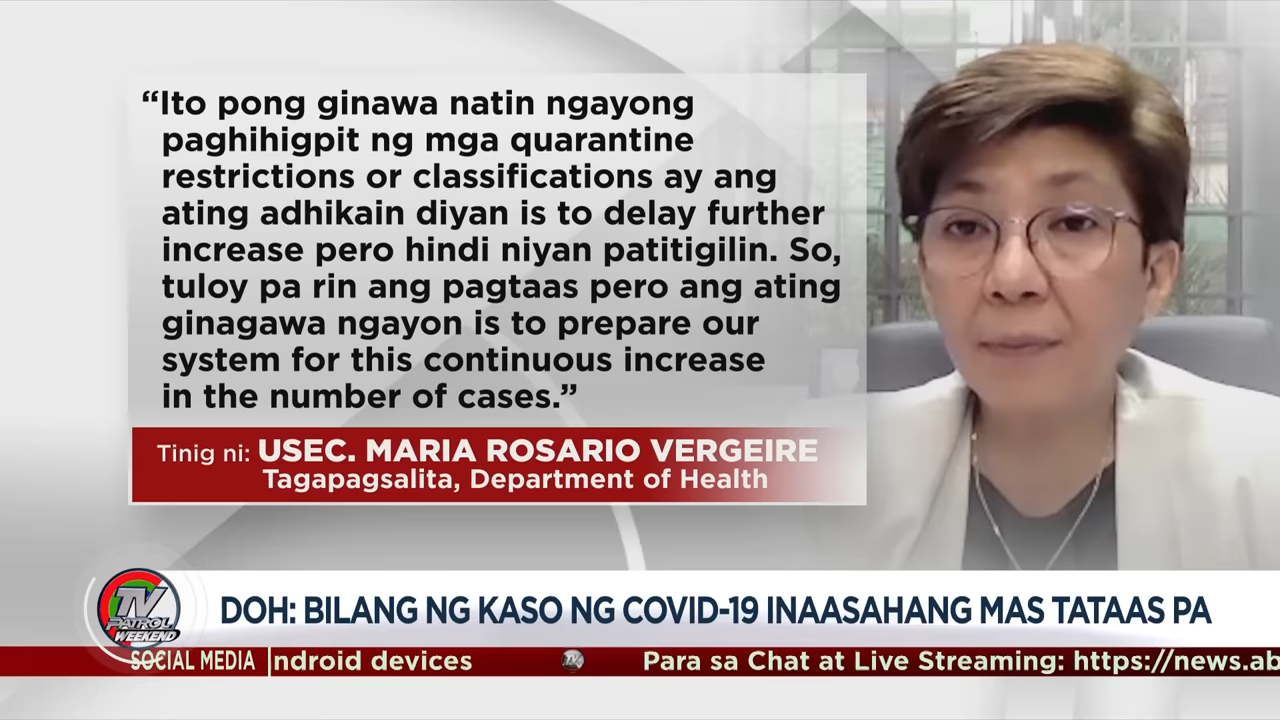 “Ito pong ginawa natin ngayong
paghihigpit ng mga quarantine
restrictions or classifications ay ang
ating adhikain diyan is to delay further
increase pero hindi niyan patitigilin. So,
tuloy pa rin ang pagtaas pero ang ating
ginagawa ngayon is to prepare our
system for this continuous increase
in the number of cases.”
Tinig ni: USEC. MARIA ROSARIO VERGEIRE
Tagapagsalita, Department of Health
TV
PATROL
WEEKEND
DOH: BILANG NG KASO NG COVID-19 INAASAHANG MAS TATAAS PA
SOCIAL MEDIA ndroid devices TV Para sa Chat at Live Streaming: https://news.ab